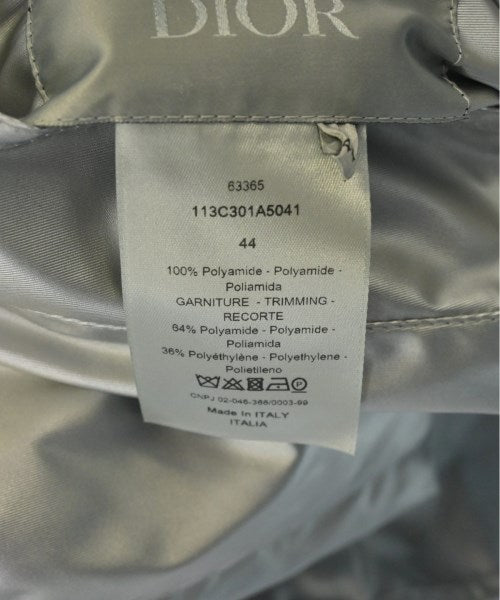 DIOR
63365
113C301A5041
44
100% Polyamide - Polyamide -
Poliamida
GARNITURE - TRIMMING -
RECORTE
64% Polyamide - Polyamide -
Poliamida
36% Polyéthylène - Polyethylene -
Polietileno
CNPJ 02-046-366/0003-99
Made in ITALY
ITALIA